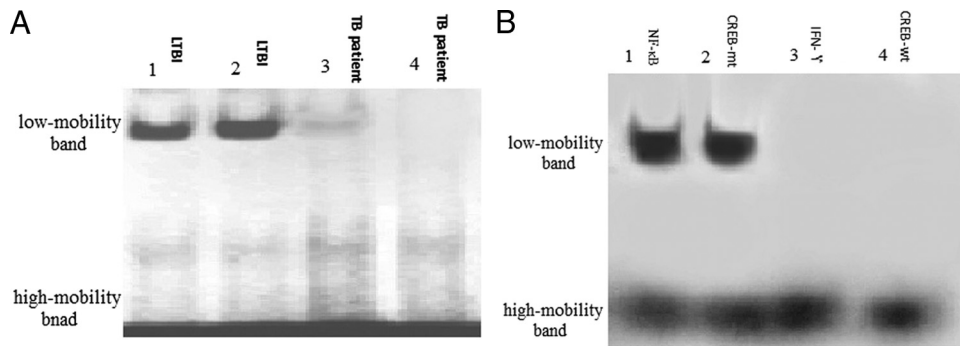 A
1 LTBI
2 LTBI
3 TB patient
4 TB patient
low-mobility
band
high-mobility
bnad
B
1 NF-κB
2 CREB-mt
3 IFN-γ
4 CREB-wt
low-mobility
band
high-mobility
band